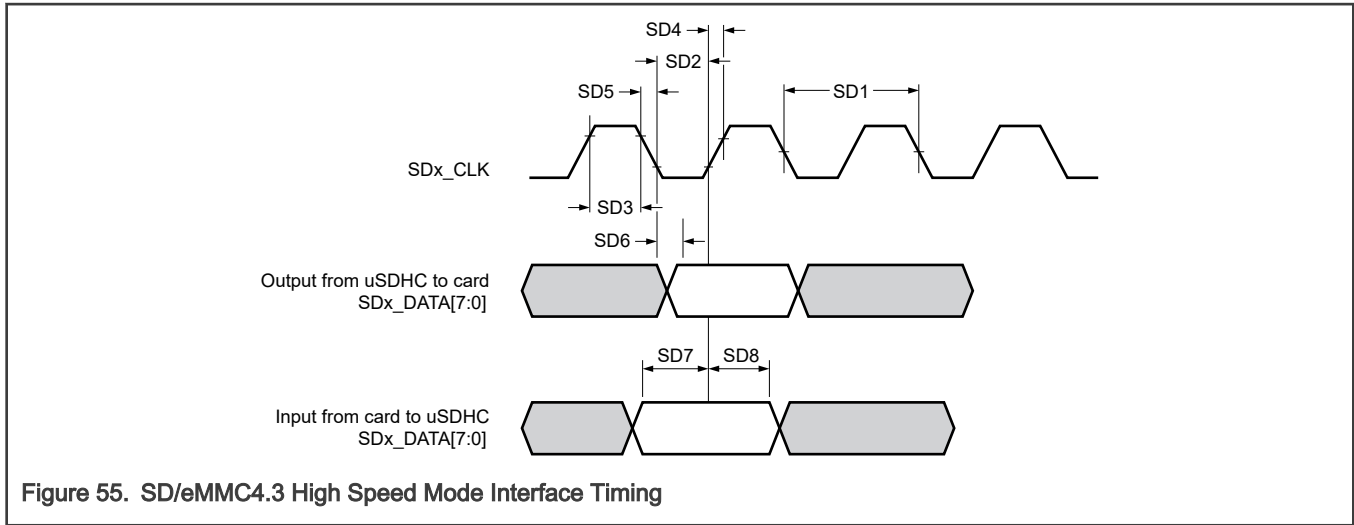 SD4
SD2
SD5
SD1
SDx_CLK
SD3
SD6
Output from uSDHC to card
SDx_DATA[7:0]
SD7
SD8
Input from card to uSDHC
SDx_DATA[7:0]
Figure 55. SD/eMMC4.3 High Speed Mode Interface Timing